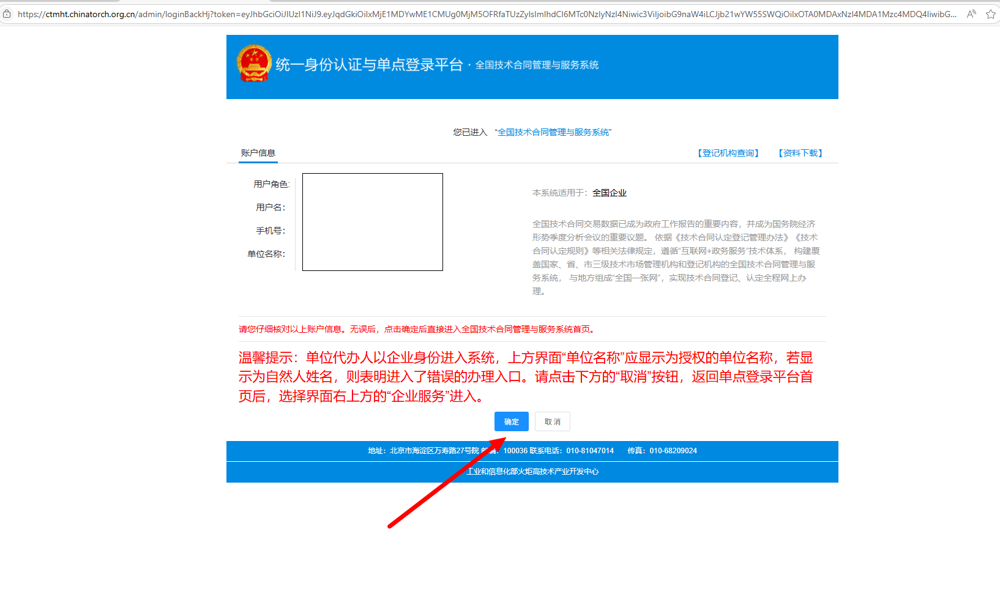 https://ctmht.chinatorch.org.cn/admin/loginBackHj?token=eyJhbGciOiJIUzI1NiJ9.eyJqdGkiOiIxMjE1MDYwME1CMUg0MjM5OFRfaTUzZyIsImlhdCI6MTc0NzIyNzI4Niwic3ViIjoibG9naW4iLCJjb21wYW55SWQiOiIxOTA0MDAxNzI4MDA1Mzc4MDQ4IiwibG...
统一身份认证与单点登录平台 · 全国技术合同管理与服务系统
您已进入 “全国技术合同管理与服务系统”
账户信息 【登记机构查询】 【资料下载】
用户角色:
用户名：
手机号：
单位名称：
本系统适用于：全国企业
全国技术合同交易数据已成为政府工作报告的重要内容，并成为国务院经济
形势季度分析会议的重要议题。 依据《技术合同认定登记管理办法》《技术
合同认定规则》等相关法律规定，遵循“互联网+政务服务”技术体系， 构建覆
盖国家、省、市三级技术市场管理机构和登记机构的全国技术合同管理与服
务系统， 与地方组成“全国一张网”，实现技术合同登记、认定全程网上办
理。
请您仔细核对以上账户信息。无误后，点击确定后直接进入全国技术合同管理与服务系统首页。
温馨提示：单位代办人以企业身份进入系统，上方界面“单位名称”应显示为授权的单位名称，若显
示为自然人姓名，则表明进入了错误的办理入口。请点击下方的“取消”按钮，返回单点登录平台首
页后，选择界面右上方的“企业服务”进入。
确定 取消
地址：北京市海淀区万寿路27号院 邮编：100036 联系电话：010-81047014 传真：010-68209024
工业和信息化部火炬高技术产业开发中心